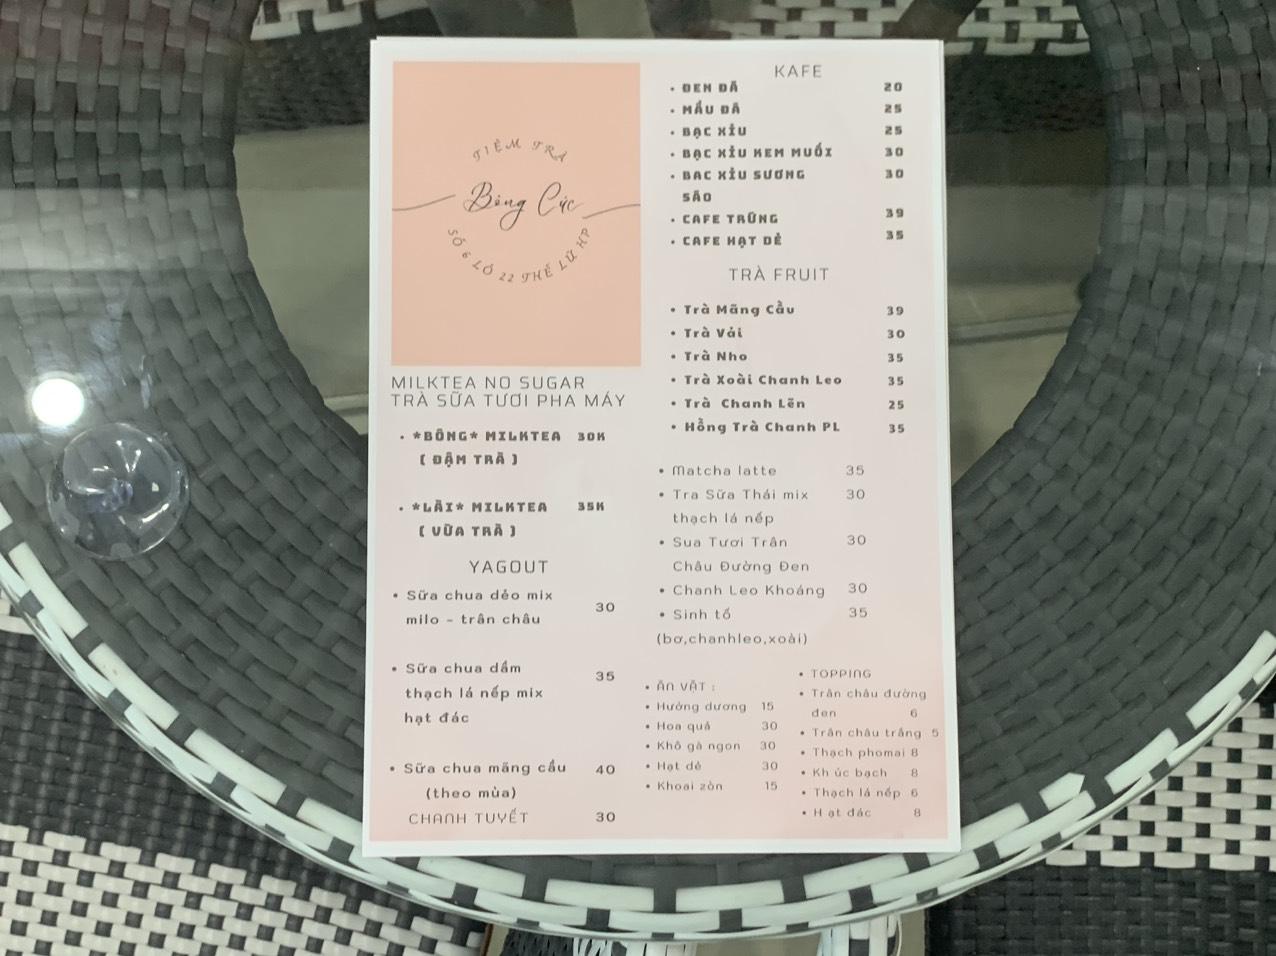 TIỆM TRÀ
Bông Cúc
SỐ 6 LÔ 22 THẾ LỮ HP
MILKTEA NO SUGAR
TRÀ SỮA TƯƠI PHA MÁY
• *BÔNG* MILKTEA 30K
( ĐẬM TRÀ )
• *LÀI* MILKTEA 35K
( VỪA TRÀ )
YAGOUT
• Sữa chua dẻo mix
milo - trân châu 30
• Sữa chua dầm 35
thạch lá nếp mix
hạt đác
• Sữa chua mãng cầu 40
(theo mùa)
CHANH TUYẾT 30
KAFE
• ĐEN ĐÁ 20
• MẦU ĐÁ 25
• BẠC XỈU 25
• BẠC XỈU KEM MUỐI 30
• BAC XỈU SƯƠNG 30
SÁO
• CAFE TRỨNG 39
• CAFE HẠT DẺ 35
TRÀ FRUIT
• Trà Mãng Cầu 39
• Trà Vải 30
• Trà Nho 35
• Trà Xoài Chanh Leo 35
• Trà Chanh Lẽn 25
• Hồng Trà Chanh PL 35
• Matcha latte 35
• Tra Sữa Thái mix 30
thạch lá nếp
• Sua Tươi Trân 30
Châu Đường Đen
• Chanh Leo Khoáng 30
• Sinh tố 35
(bơ,chanhleo,xoài)
• ĂN VẶT :
• Hướng dương 15
• Hoa quả 30
• Khô gà ngon 30
• Hạt dẻ 30
• Khoai zòn 15
• TOPPING
• Trân châu đường
đen 6
• Trân châu trắng 5
• Thạch phomai 8
• Kh úc bạch 8
• Thạch lá nếp 6
• H ạt đác 8